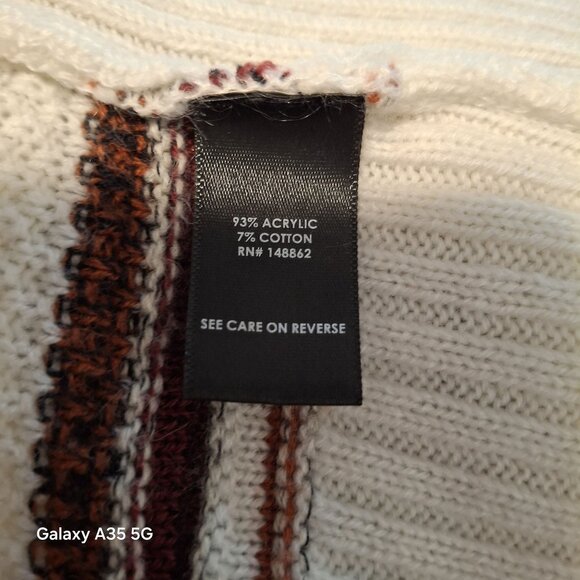 93% ACRYLIC
7% COTTON
RN# 148862
SEE CARE ON REVERSE
Galaxy A35 5G